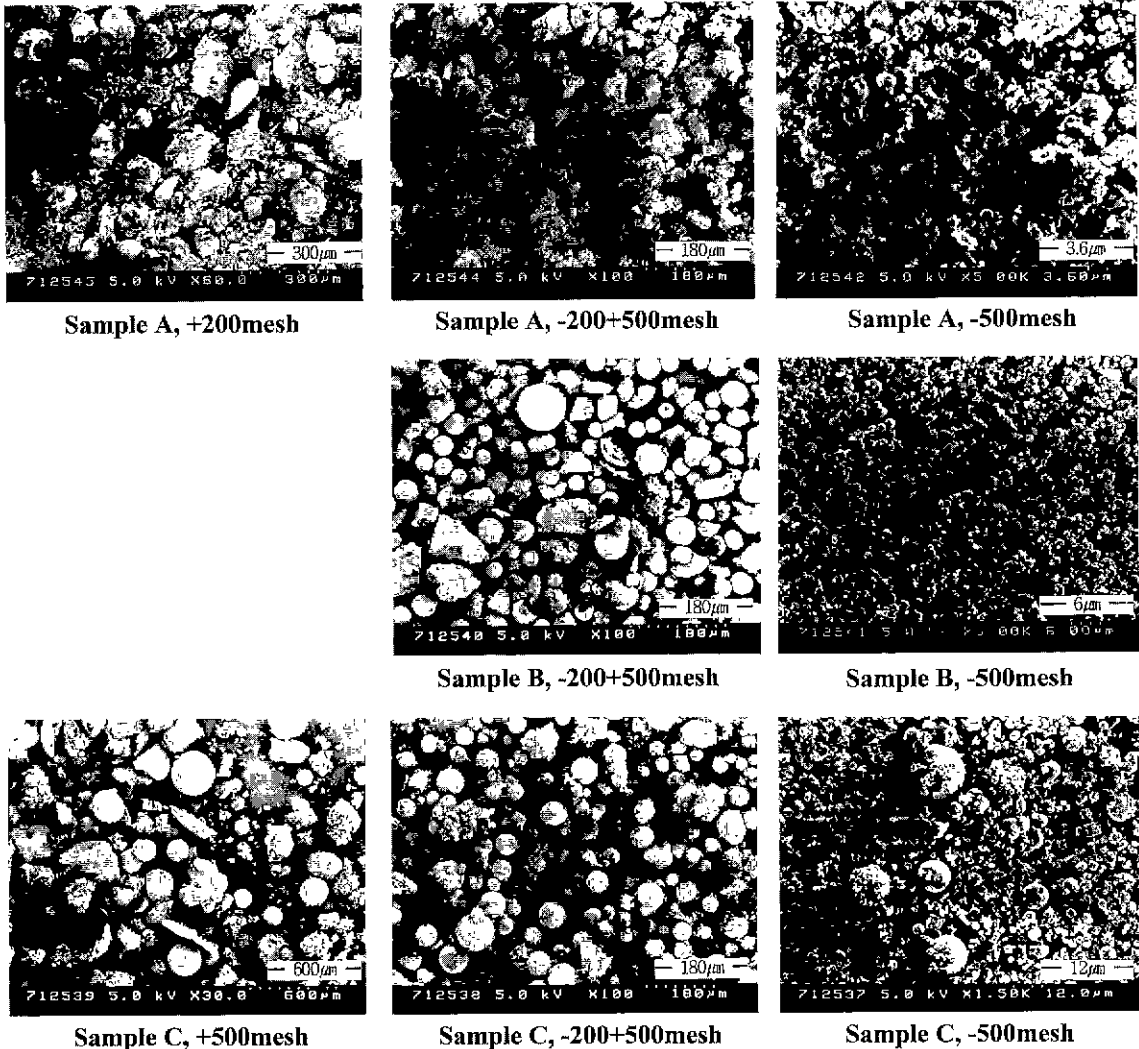 300μm
180μm
3.6μm
712545 5.0 kV X60.0 300μm
712544 5.0 kV X100 180μm
712542 5.0 kV X5.00K 3.60μm
Sample A, +200mesh
Sample A, -200+500mesh
Sample A, -500mesh
180μm
6μm
712540 5.0 kV X100 180μm
6.00μm
Sample B, -200+500mesh
Sample B, -500mesh
600μm
180μm
12μm
712539 5.0 kV X30.0 600μm
712538 5.0 kV X100 180μm
712537 5.0 kV X1.50K 12.0μm
Sample C, +500mesh
Sample C, -200+500mesh
Sample C, -500mesh